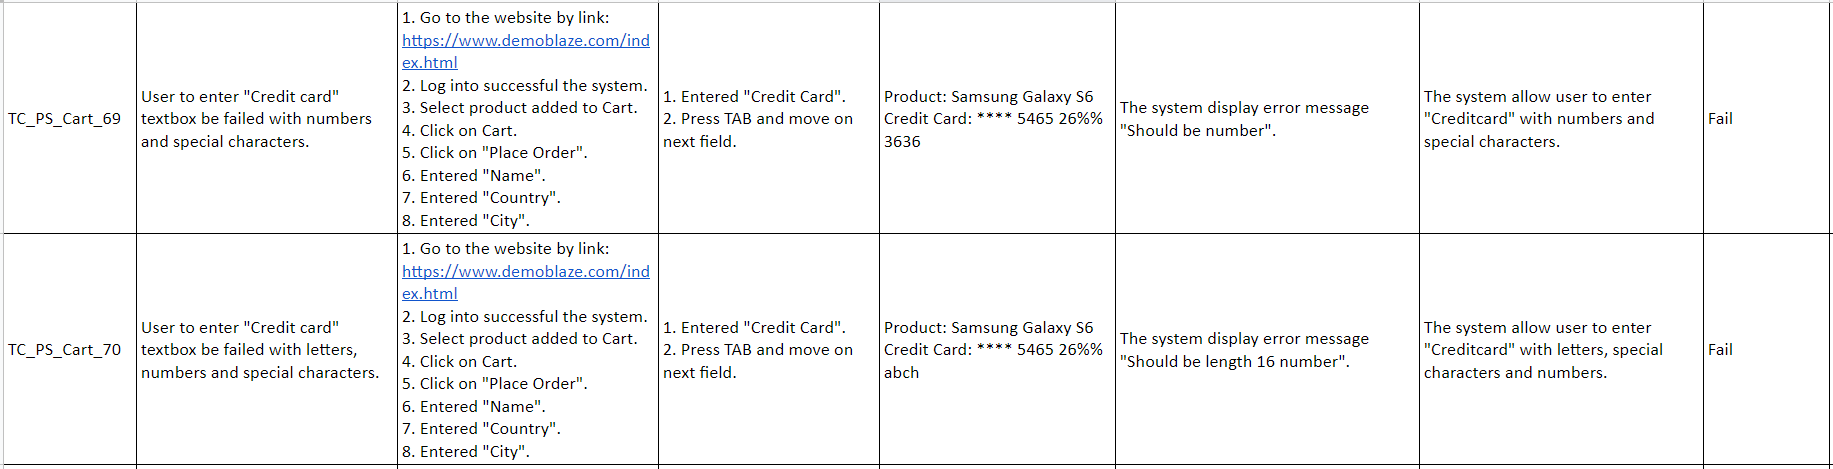 TC_PS_Cart_69
User to enter "Credit card"
textbox be failed with numbers
and special characters.
1. Go to the website by link:
https://www.demoblaze.com/ind
ex.html
2. Log into successful the system.
3. Select product added to Cart.
4. Click on Cart.
5. Click on "Place Order".
6. Entered "Name".
7. Entered "Country".
8. Entered "City".
1. Entered "Credit Card".
2. Press TAB and move on
next field.
Product: Samsung Galaxy S6
Credit Card: **** 5465 26%%
3636
The system display error message
"Should be number".
The system allow user to enter
"Creditcard" with numbers and
special characters.
Fail
TC_PS_Cart_70
User to enter "Credit card"
textbox be failed with letters,
numbers and special characters.
1. Go to the website by link:
https://www.demoblaze.com/ind
ex.html
2. Log into successful the system.
3. Select product added to Cart.
4. Click on Cart.
5. Click on "Place Order".
6. Entered "Name".
7. Entered "Country".
8. Entered "City".
1. Entered "Credit Card".
2. Press TAB and move on
next field.
Product: Samsung Galaxy S6
Credit Card: **** 5465 26%%
abch
The system display error message
"Should be length 16 number".
The system allow user to enter
"Creditcard" with letters, special
characters and numbers.
Fail